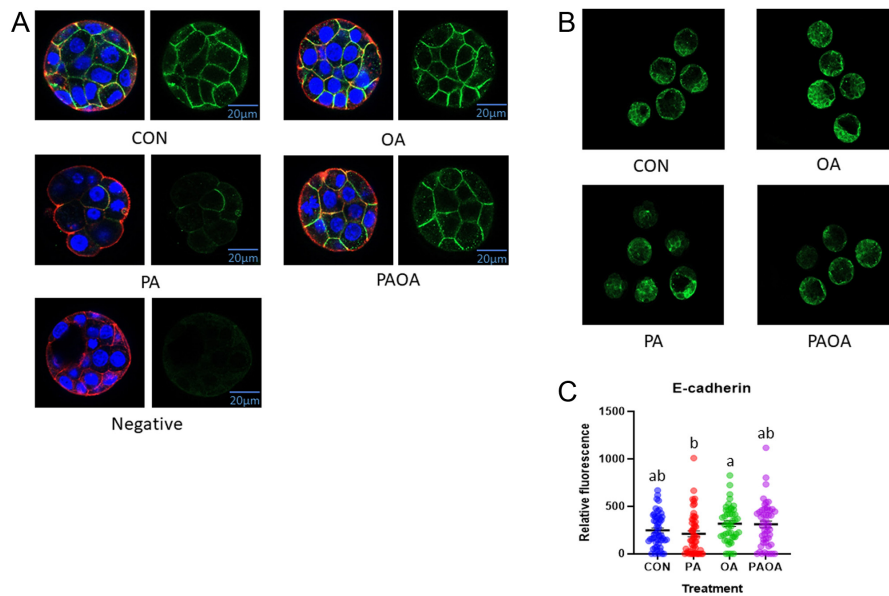 A
20µm
20µm
CON
OA
20µm
20µm
PA
PAOA
20µm
Negative
B
CON
OA
PA
PAOA
C
E-cadherin
Relative fluorescence
1500
1000
500
0
ab
b
a
ab
CON PA OA PAOA
Treatment